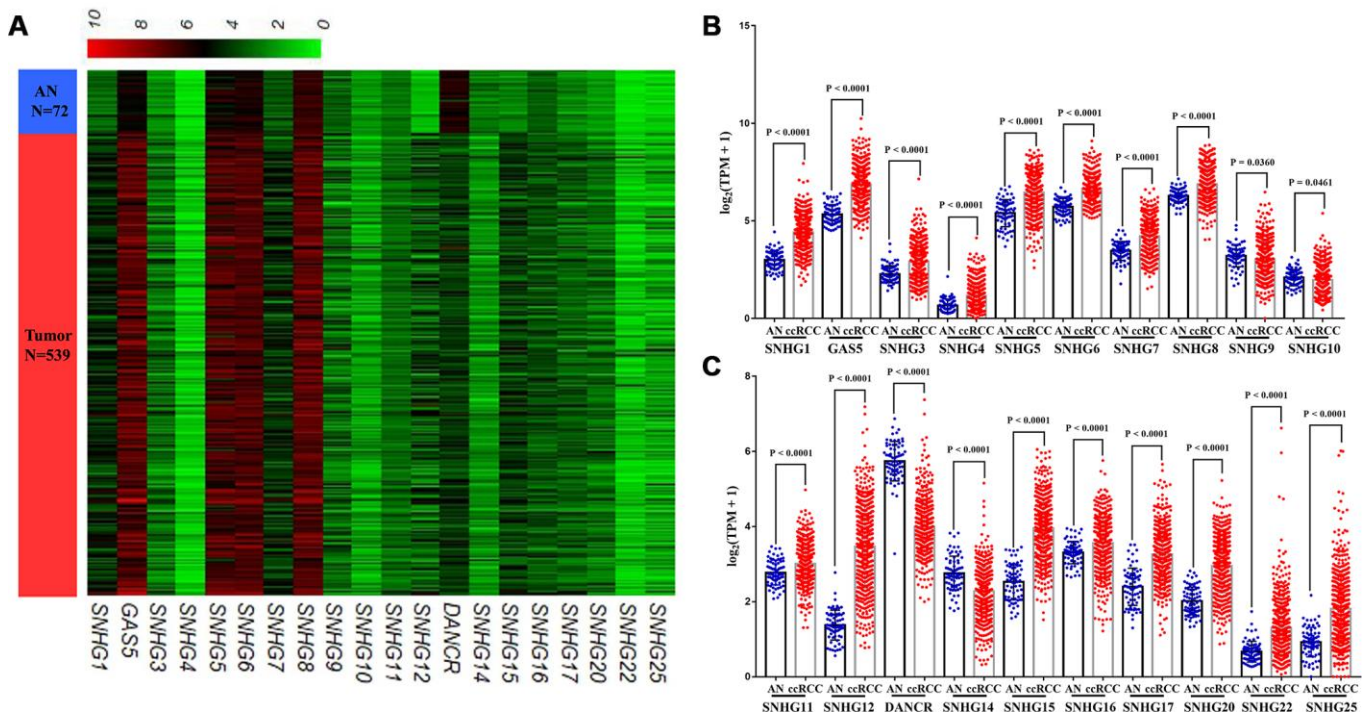 A
10 8 6 4 2 0
AN
N=72
Tumor
N=539
SNHG1 GAS5 SNHG3 SNHG4 SNHG5 SNHG6 SNHG7 SNHG8 SNHG9 SNHG10 SNHG11 SNHG12 DANCR SNHG14 SNHG15 SNHG16 SNHG17 SNHG20 SNHG22 SNHG25
B
15
10
5
0
log2(TPM + 1)
P < 0.0001
P < 0.0001
P < 0.0001
P < 0.0001
P < 0.0001
P < 0.0001
P < 0.0001
P < 0.0001
P = 0.0360
P = 0.0461
AN ccRCC AN ccRCC AN ccRCC AN ccRCC AN ccRCC AN ccRCC AN ccRCC AN ccRCC AN ccRCC AN ccRCC
SNHG1 GAS5 SNHG3 SNHG4 SNHG5 SNHG6 SNHG7 SNHG8 SNHG9 SNHG10
C
8
6
4
2
0
log2(TPM + 1)
P < 0.0001
P < 0.0001
P < 0.0001
P < 0.0001
P < 0.0001
P < 0.0001
P < 0.0001
P < 0.0001
P < 0.0001
P < 0.0001
AN ccRCC AN ccRCC AN ccRCC AN ccRCC AN ccRCC AN ccRCC AN ccRCC AN ccRCC AN ccRCC AN ccRCC
SNHG11 SNHG12 DANCR SNHG14 SNHG15 SNHG16 SNHG17 SNHG20 SNHG22 SNHG25